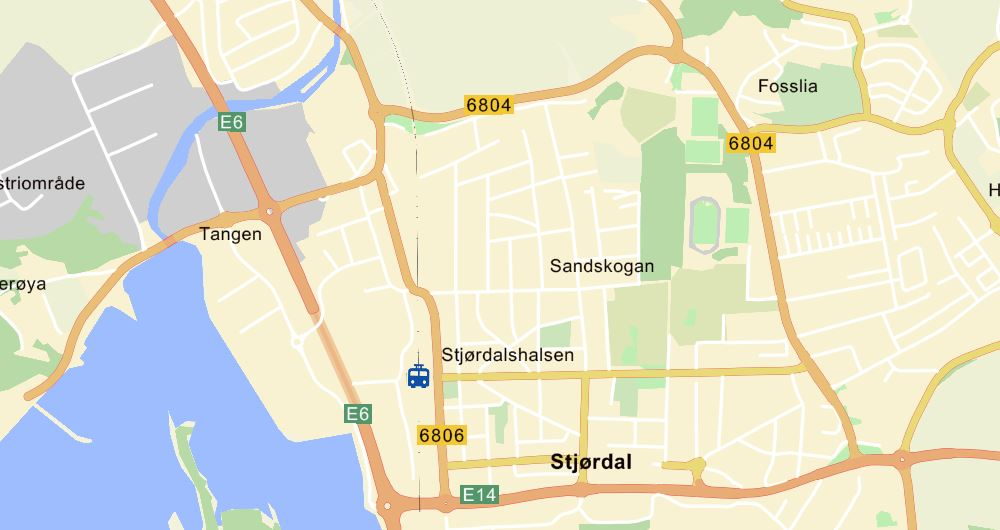 Fosslia
6804
E6
6804
striområde
H
Tangen
Sandskogan
erøya
Stjørdalshalsen
E6
6806
Stjørdal
E14